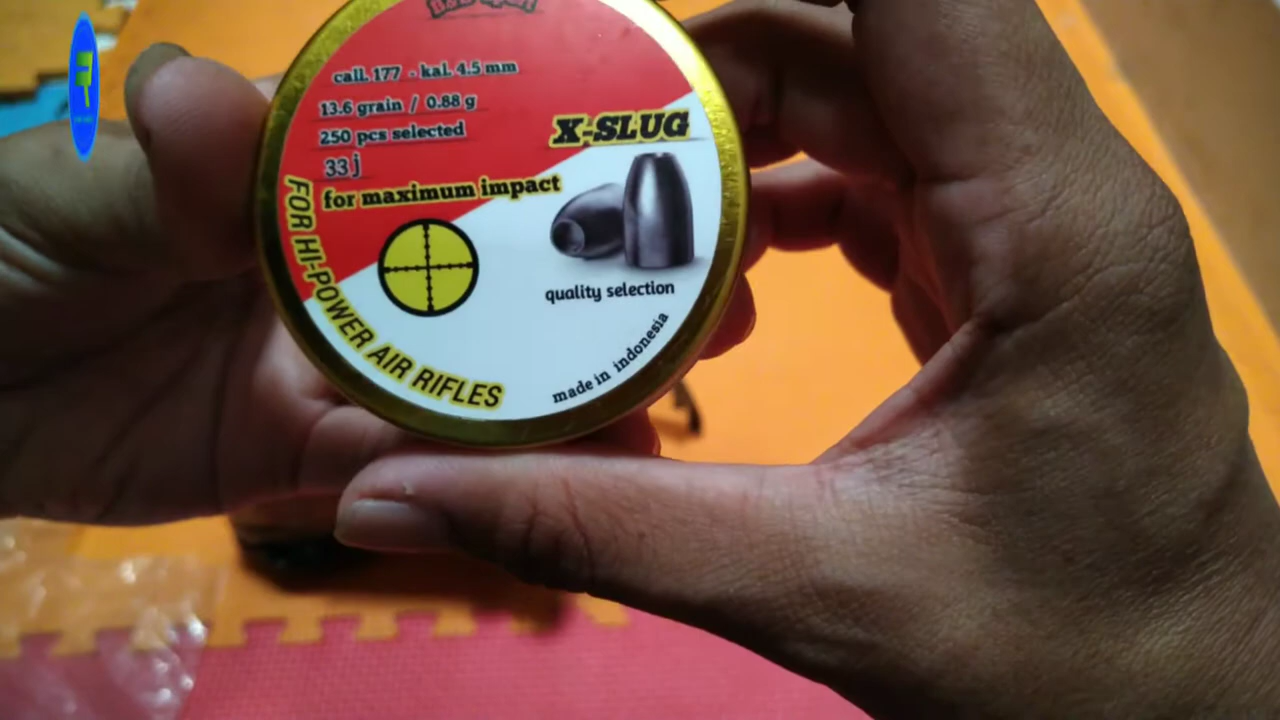 call. 177 - kal. 4.5 mm
13.6 grain / 0.88 g
250 pcs selected
33 j
for maximum impact
X-SLUG
quality selection
FOR HI-POWER AIR RIFLES
made in indonesia